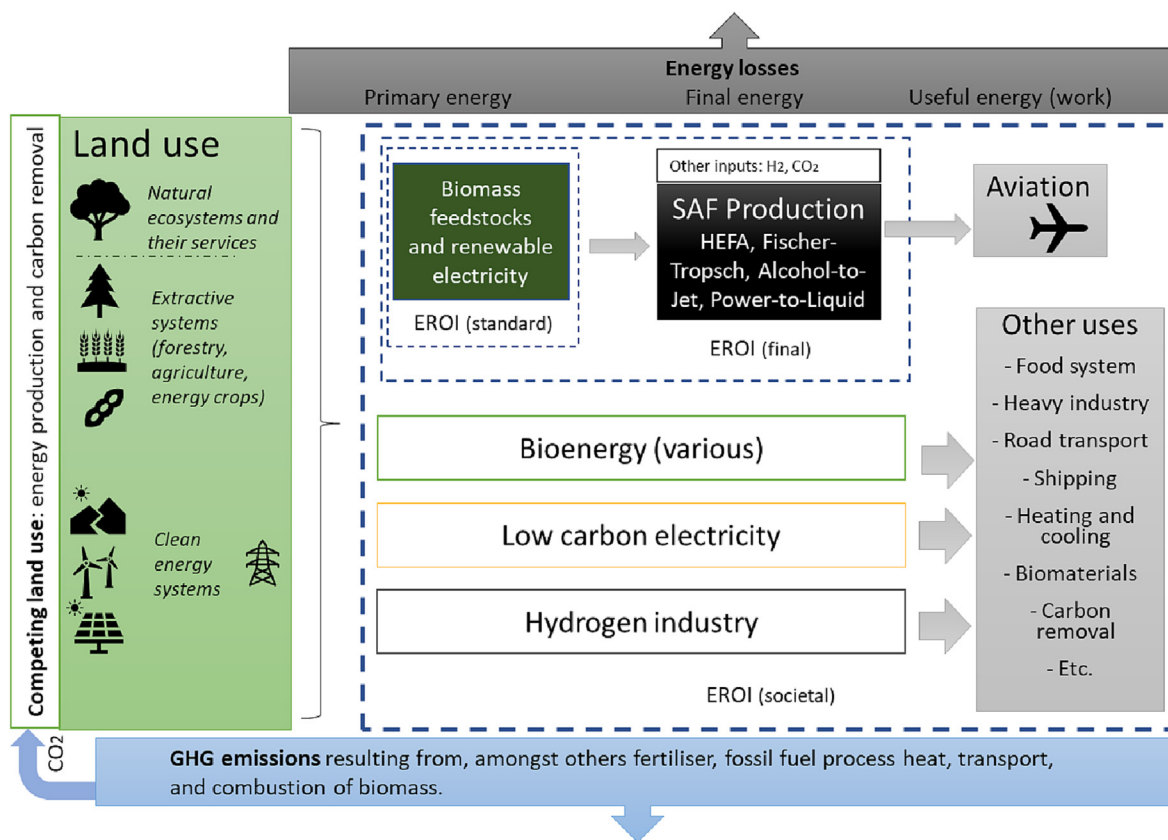 Energy losses
Primary energy
Final energy
Useful energy (work)
Competing land use: energy production and carbon removal
Land use
Natural
ecosystems and
their services
Extractive
systems
(forestry,
agriculture,
energy crops)
Clean
energy
systems
Biomass
feedstocks
and renewable
electricity
EROI (standard)
Other inputs: H2, CO2
SAF Production
HEFA, Fischer-
Tropsch, Alcohol-to-
Jet, Power-to-Liquid
EROI (final)
Aviation
Bioenergy (various)
Low carbon electricity
Hydrogen industry
EROI (societal)
Other uses
- Food system
- Heavy industry
- Road transport
- Shipping
- Heating and
cooling
- Biomaterials
- Carbon
removal
- Etc.
CO2
GHG emissions resulting from, amongst others fertiliser, fossil fuel process heat, transport,
and combustion of biomass.